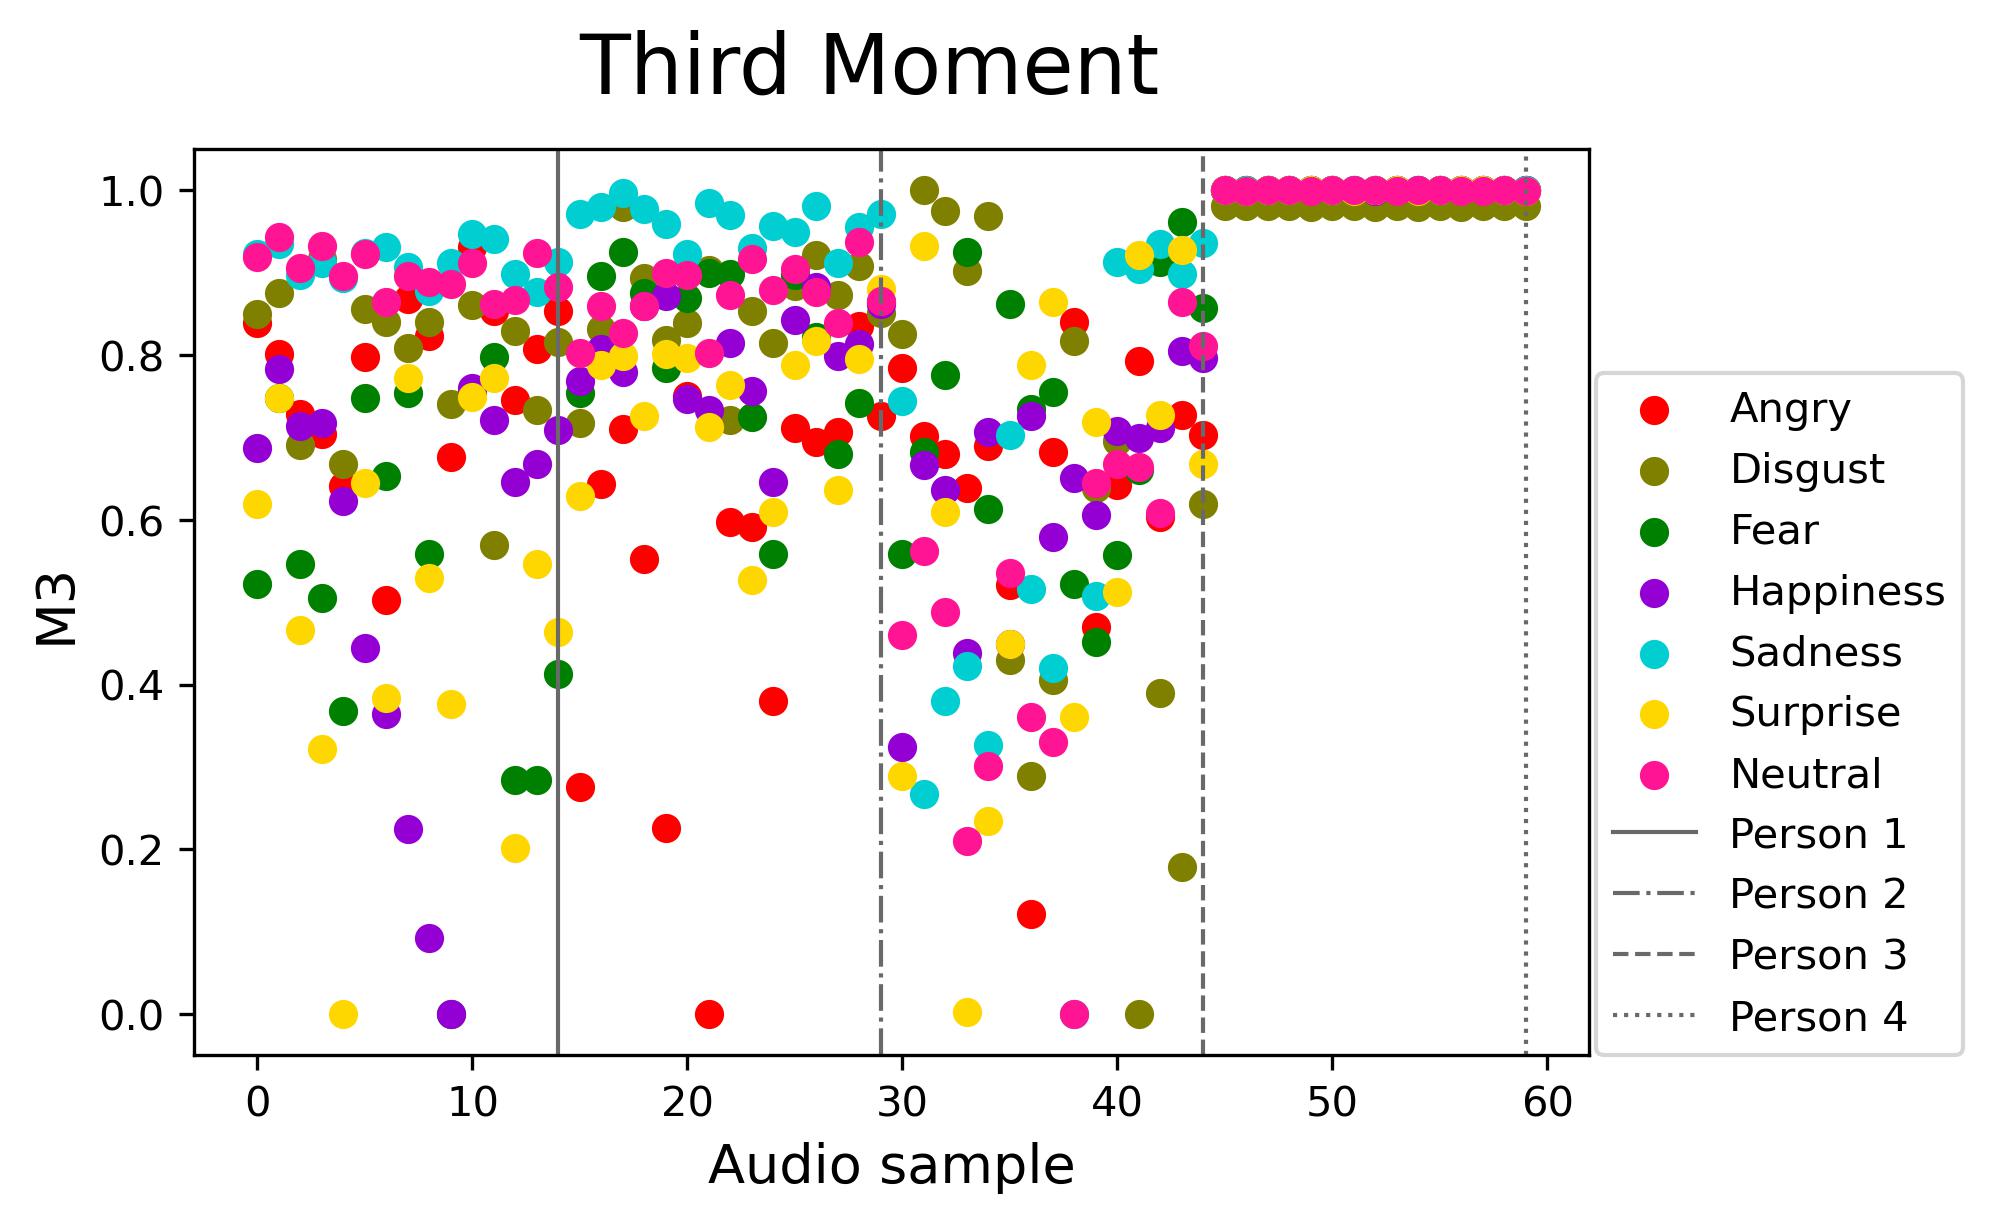 Third Moment
M3
1.0
0.8
0.6
0.4
0.2
0.0
0 10 20 30 40 50 60
Audio sample
Angry
Disgust
Fear
Happiness
Sadness
Surprise
Neutral
Person 1
Person 2
Person 3
Person 4